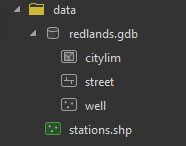 data
redlands.gdb
citylim
street
well
stations.shp